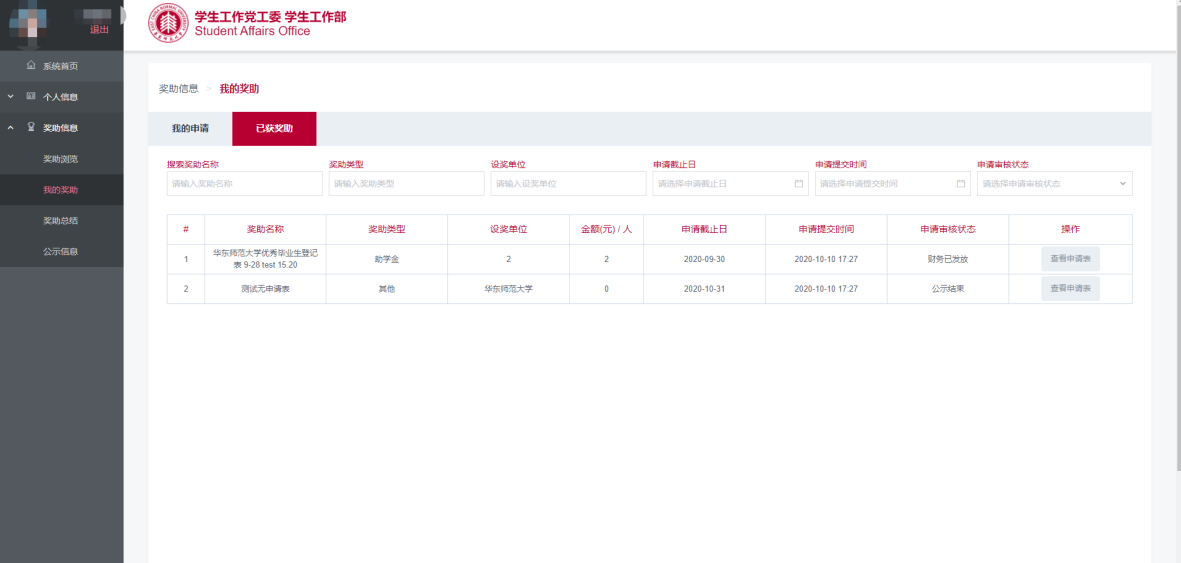 退出
学生工作党工委 学生工作部
Student Affairs Office
系统首页
个人信息
奖助信息
奖助浏览
我的奖助
奖助总结
公示信息
奖助信息 > 我的奖助
我的申请 已获奖助
搜索奖助名称 奖助类型 设奖单位 申请截止日 申请提交时间 申请审核状态
请输入奖助名称 请输入奖助类型 请输入设奖单位 请选择申请截止日 请选择申请提交时间 请选择申请审核状态
# 奖助名称 奖助类型 设奖单位 金额(元) / 人 申请截止日 申请提交时间 申请审核状态 操作
1 华东师范大学优秀毕业生登记
表 9-28 test 15.20 助学金 2 2 2020-09-30 2020-10-10 17:27 财务已发放 查看申请表
2 测试无申请表 其他 华东师范大学 0 2020-10-31 2020-10-10 17:27 公示结束 查看申请表